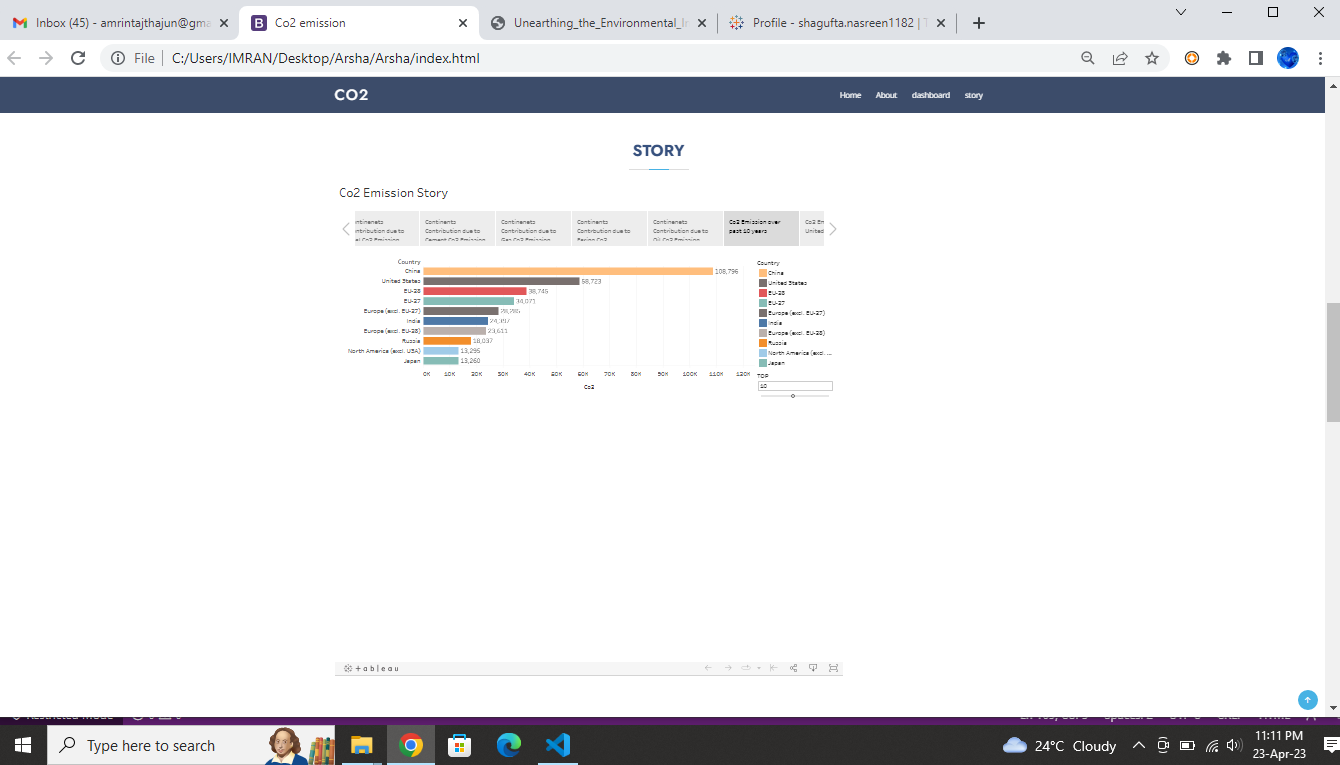 Inbox (45) - amrintajthajun@gma
Co2 emission
Unearthing_the_Environmental_I
Profile - shagufta.nasreen1182 | T
File
C:/Users/IMRAN/Desktop/Arsha/Arsha/index.html
CO2
Home
About
dashboard
story
STORY
Co2 Emission Story
ntinenets
ntribution due to
al Co2 Emission
Continents
Contribution due to
Cement Co2 Emission
Continents
Contribution due to
Gas Co2 Emission
Continents
Contrbution due to
Continenets
Contribution due to
Oil Co2 Emission
Co2 Emission over
past 10 years
Co2 En
United
Country
China
108,796
United States
58,723
EU-28
38,745
EU-27
34,071
Europe (excl. EU-27)
28,285
India
24,397
Europe (excl. EU-28)
23,611
Russia
18,037
North America (excl. USA)
13,295
Japan
13,260
0K 10K 20K 30K 40K 50K 60K 70K 80K 90K 100K 110K 120K
Co2
Country
China
United States
EU-28
EU-27
Europe (excl. EU-27)
India
Europe (excl. EU-28)
Russia
North America (excl. ...
Japan
TOP
10
+ableau
Type here to search
24°C Cloudy
11:11 PM
23-Apr-23